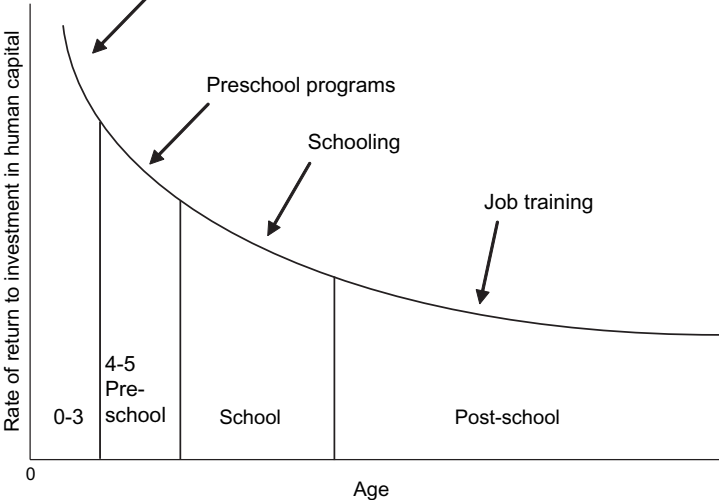 Rate of return to investment in human capital
Preschool programs
Schooling
Job training
4-5
Pre-
0-3
school
School
Post-school
0
Age